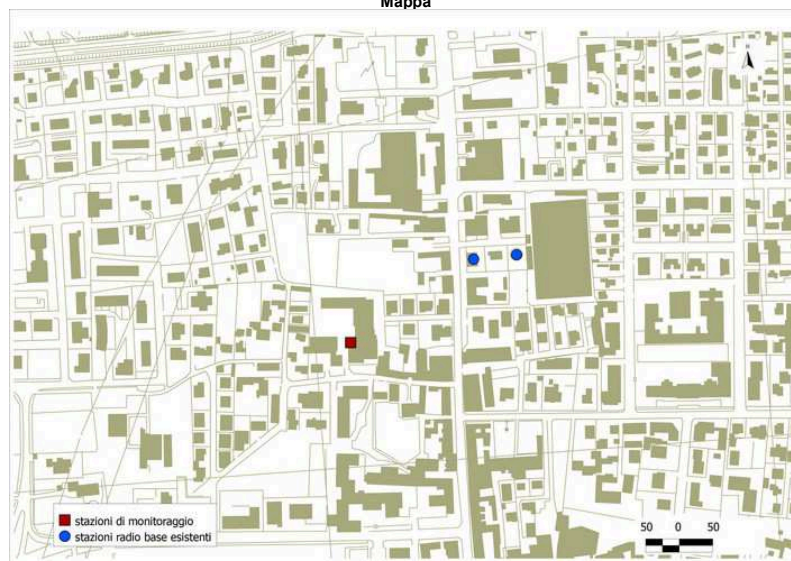 Mappa
stazioni di monitoraggio
stazioni radio base esistenti
50 0 50